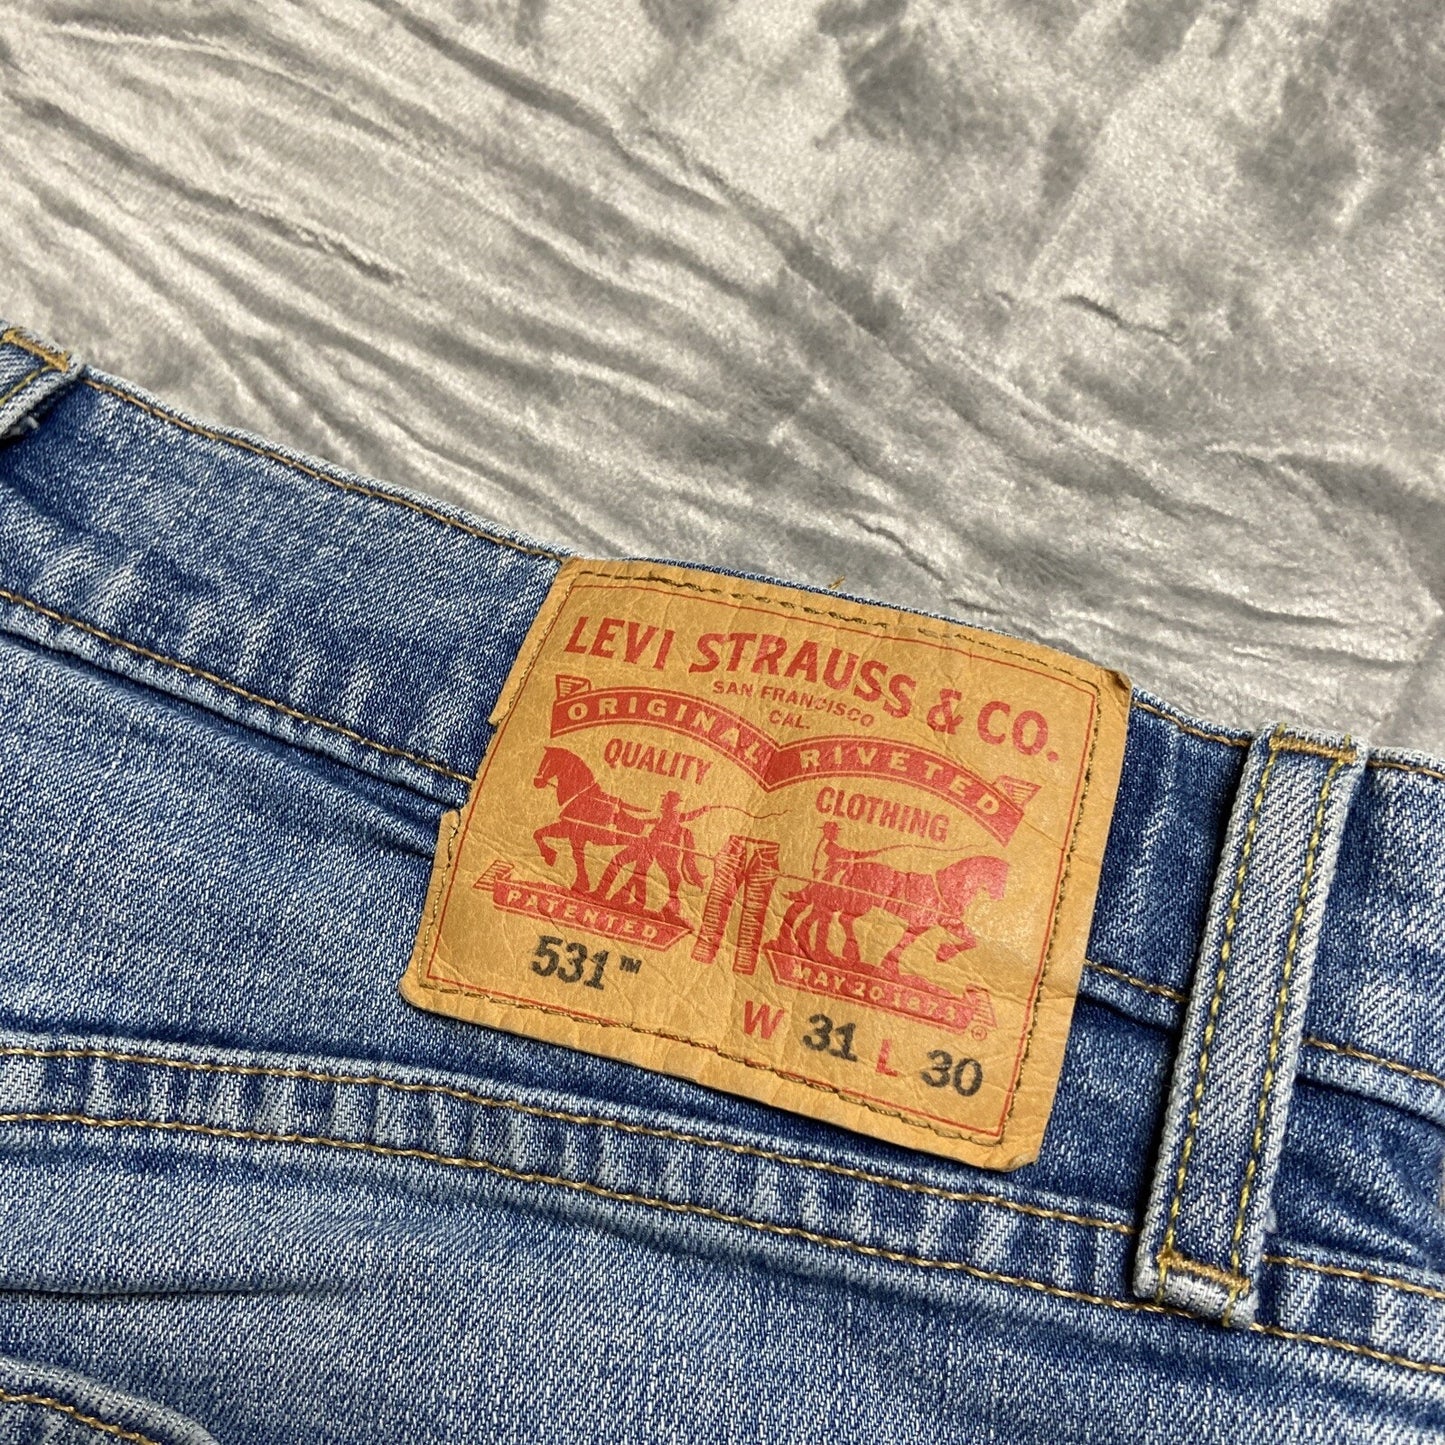 LEVI STRAUSS & CO.
SAN FRANCISCO
CAL.
ORIGINAL RIVETED
QUALITY CLOTHING
PATENTED MAY 20 1873
531™
W 31 L 30
®